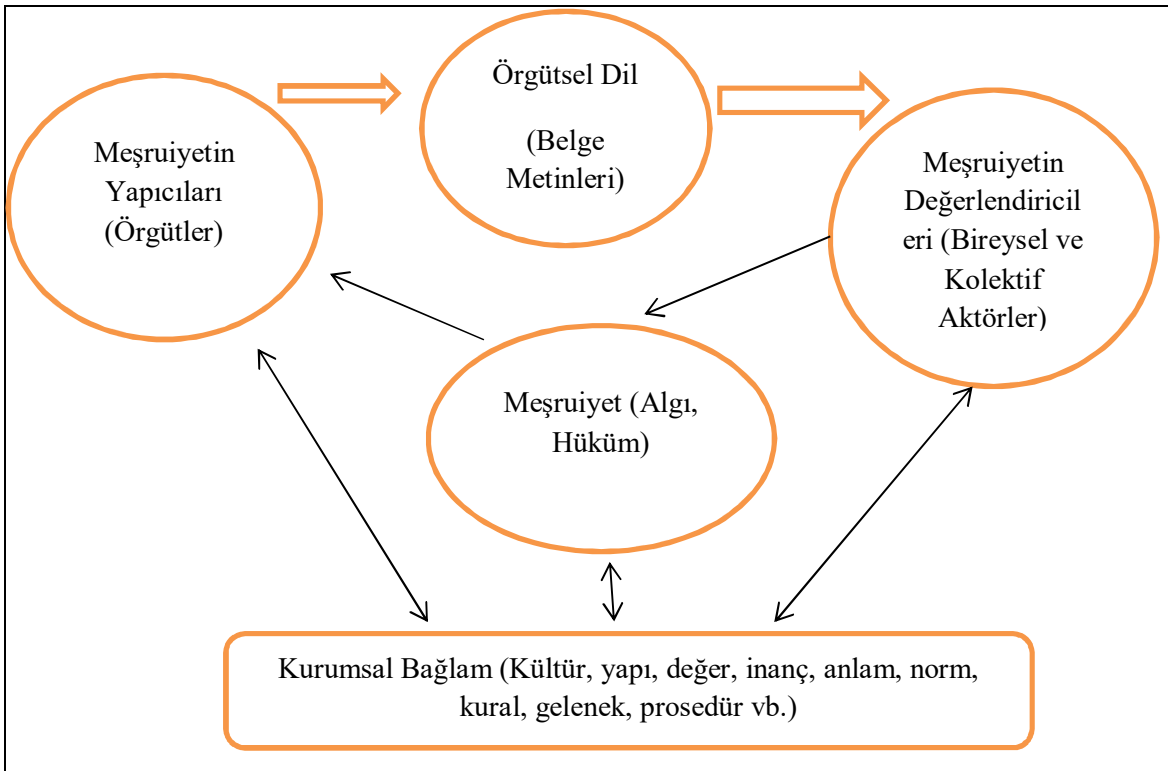 Meşruiyetin
Yapıcıları
(Örgütler)
Örgütsel Dil
(Belge
Metinleri)
Meşruiyetin
Değerlendiricil
eri (Bireysel ve
Kolektif
Aktörler)
Meşruiyet (Algı,
Hüküm)
Kurumsal Bağlam (Kültür, yapı, değer, inanç, anlam, norm,
kural, gelenek, prosedür vb.)